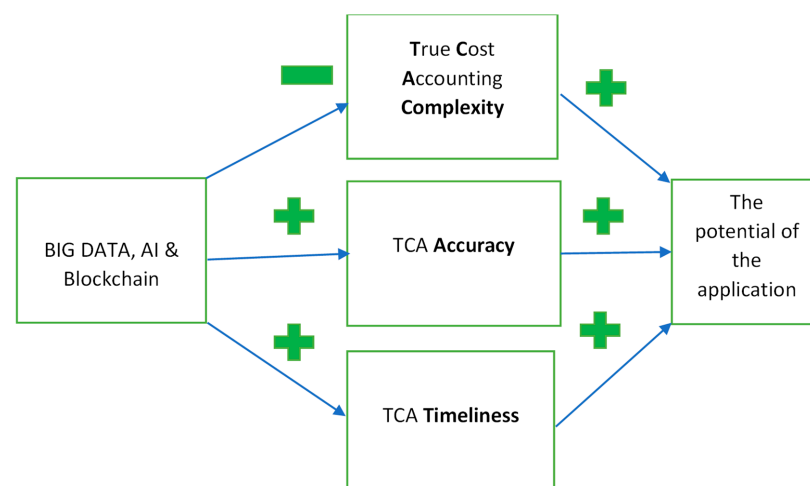 True Cost
Accounting
Complexity
BIG DATA, AI &
Blockchain
TCA Accuracy
The
potential of
the
application
TCA Timeliness